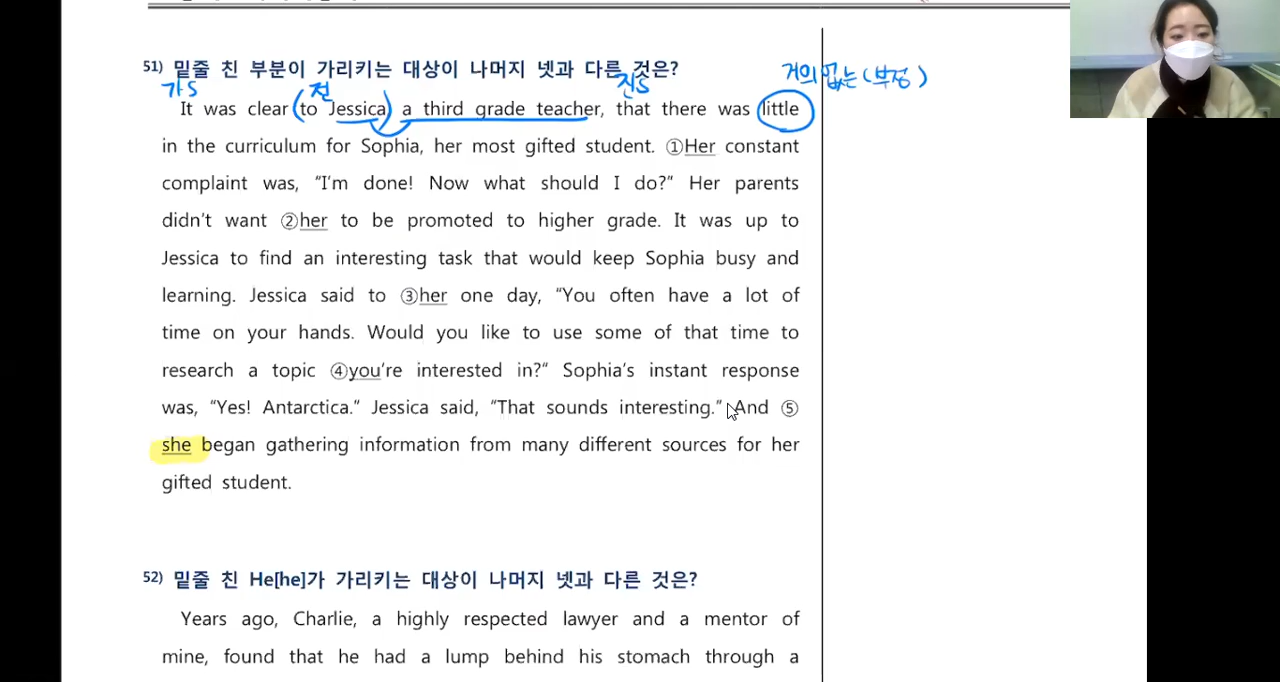 51) 밑줄 친 부분이 가리키는 대상이 나머지 넷과 다른 것은?
가S 전 진S 거의 없는(부정)
It was clear (to Jessica) a third grade teacher, that there was little
in the curriculum for Sophia, her most gifted student. ①Her constant
complaint was, “I’m done! Now what should I do?” Her parents
didn’t want ②her to be promoted to higher grade. It was up to
Jessica to find an interesting task that would keep Sophia busy and
learning. Jessica said to ③her one day, “You often have a lot of
time on your hands. Would you like to use some of that time to
research a topic ④you’re interested in?“ Sophia’s instant response
was, “Yes! Antarctica.” Jessica said, “That sounds interesting.” And ⑤
she began gathering information from many different sources for her
gifted student.
52) 밑줄 친 He[he]가 가리키는 대상이 나머지 넷과 다른 것은?
Years ago, Charlie, a highly respected lawyer and a mentor of
mine, found that he had a lump behind his stomach through a